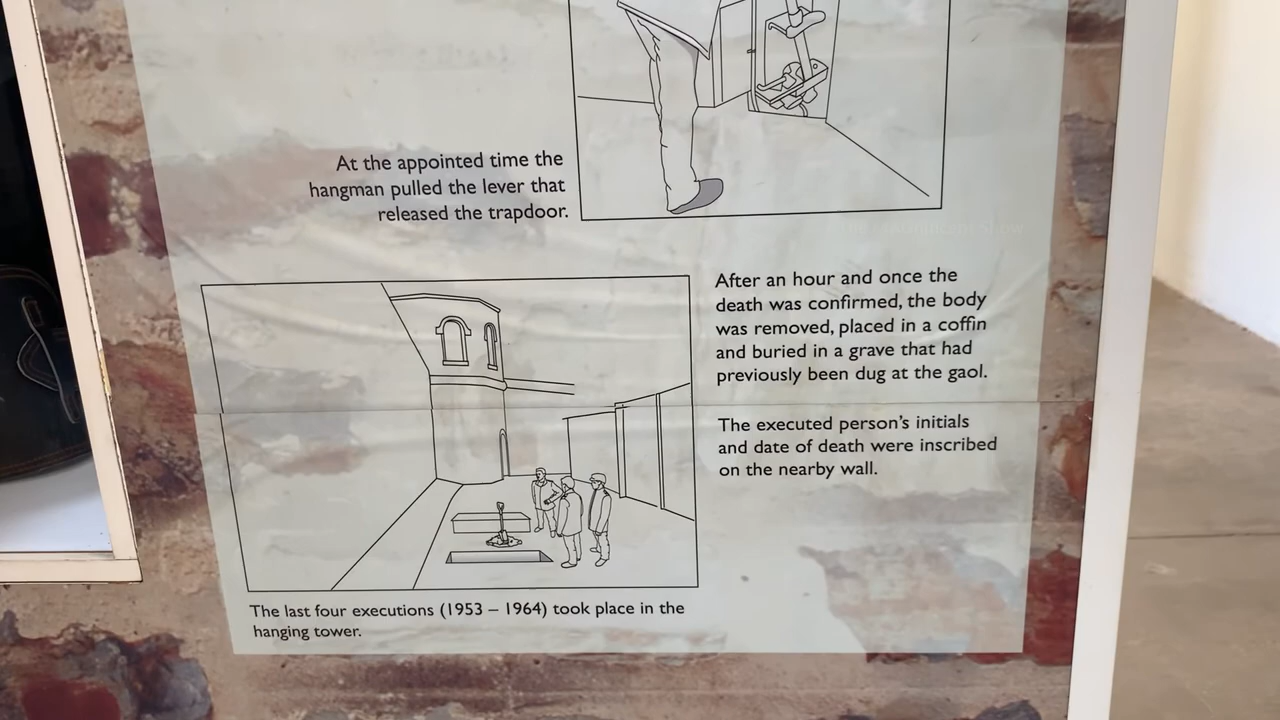 At the appointed time the
hangman pulled the lever that
released the trapdoor.
After an hour and once the
death was confirmed, the body
was removed, placed in a coffin
and buried in a grave that had
previously been dug at the gaol.
The executed person's initials
and date of death were inscribed
on the nearby wall.
The last four executions (1953 – 1964) took place in the
hanging tower.